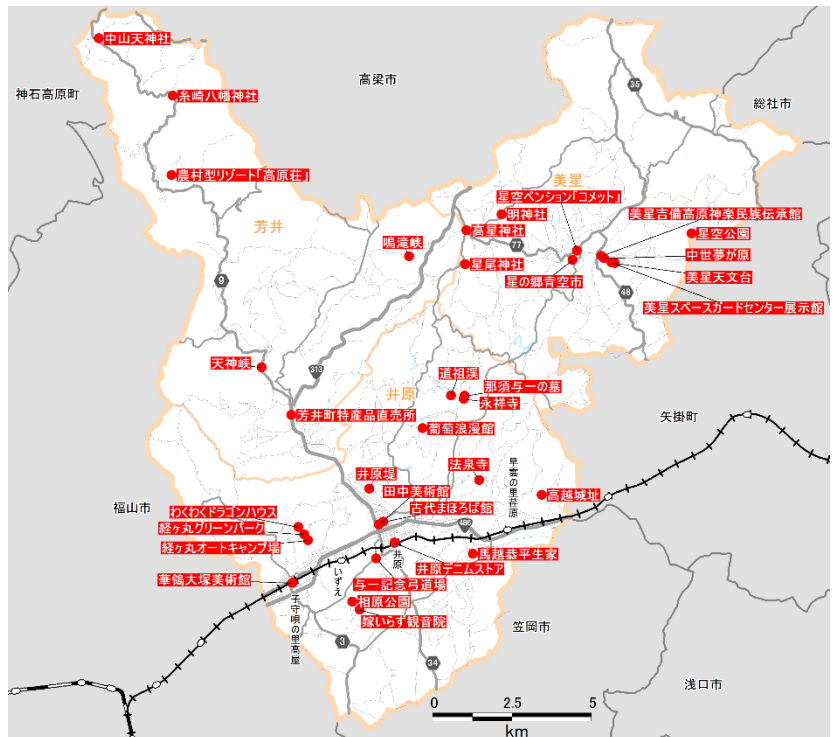 中山天神社
神石高原町
高梁市
糸崎八幡神社
35
総社市
農村型リゾート「高原荘」
美星
星空ペンション「コメット」
芳井
明神社
美星吉備高原神楽民族伝承館
高星神社
星空公園
鳴滝峡
77
中世夢が原
星尾神社
星の郷青空市
美星天文台
9
48
美星スペースガードセンター展示館
天神峡
313
道祖渓
那須与一の墓
井原
永祥寺
芳井町特産品直売所
矢掛町
葡萄浪漫館
法泉寺
早雲の里荏原
井原堤
高越城址
田中美術館
福山市
わくわくドラゴンハウス
古代まほろば館
経ヶ丸グリーンパーク
486
経ヶ丸オートキャンプ場
井原
馬越恭平生家
いずえ
井原デニムストア
華鴒大塚美術館
与一記念弓道場
子守唄の里高屋
相原公園
嫁いらず観音院
笠岡市
3
34
浅口市
0 2.5 5
km